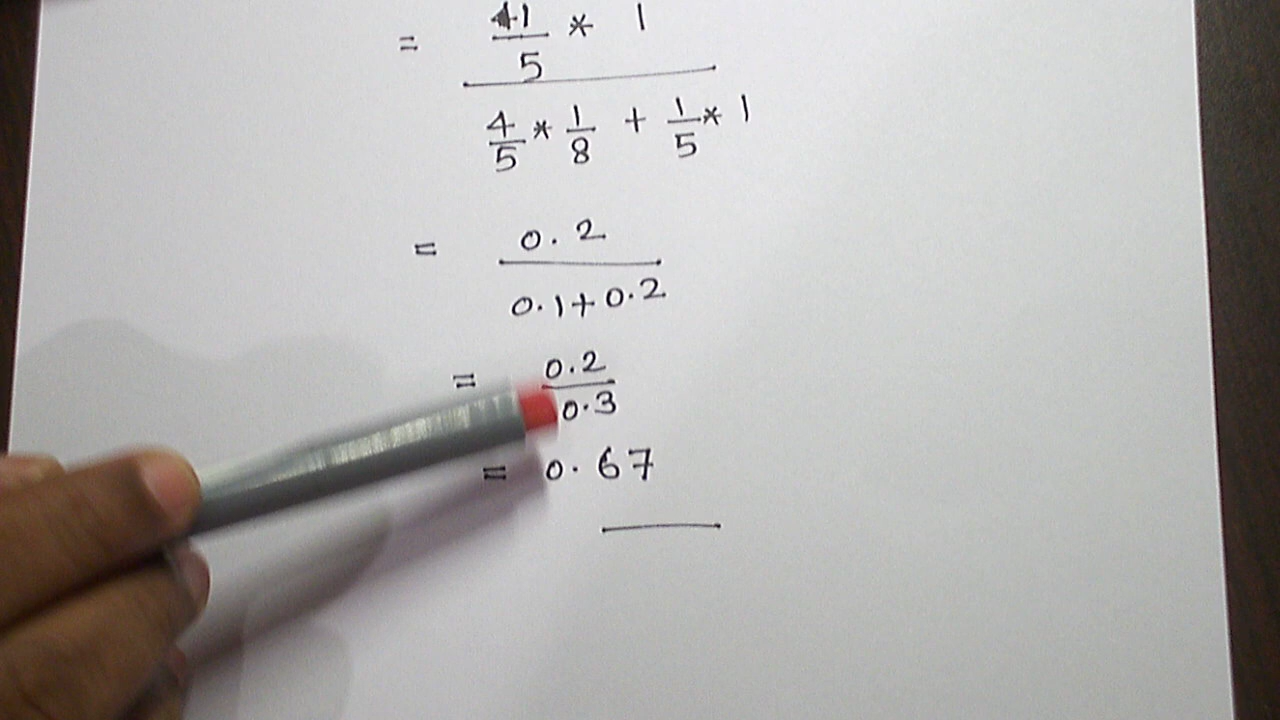 = 1/5 * 1
4/5 * 1/8 + 1/5 * 1
= 0.2
0.1+0.2
= 0.2
0.3
= 0.67